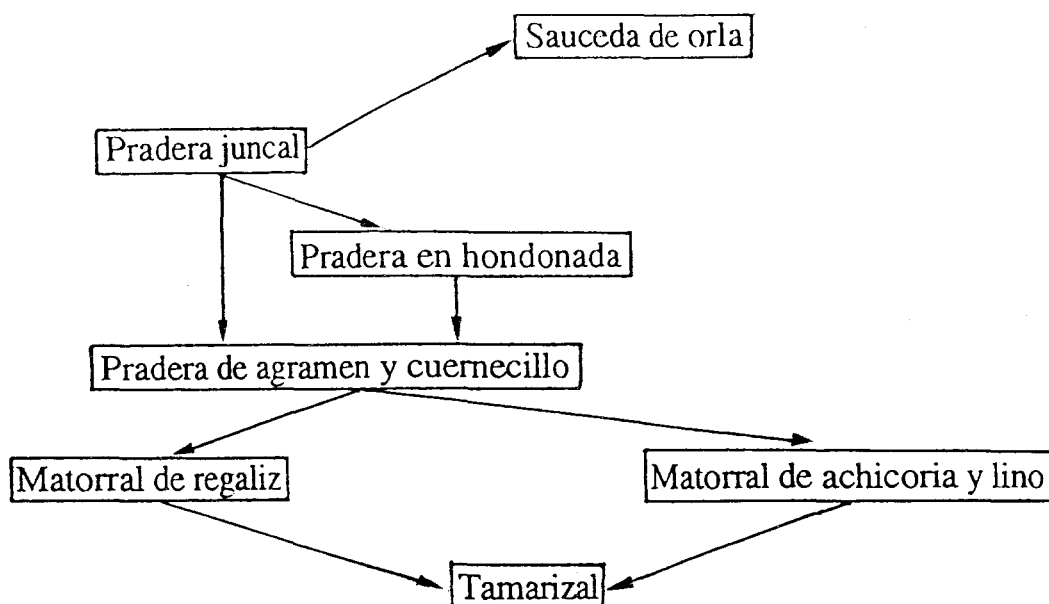 Sauceda de orla
Pradera juncal
Pradera en hondonada
Pradera de agramen y cuernecillo
Matorral de regaliz
Matorral de achicoria y lino
Tamarizal